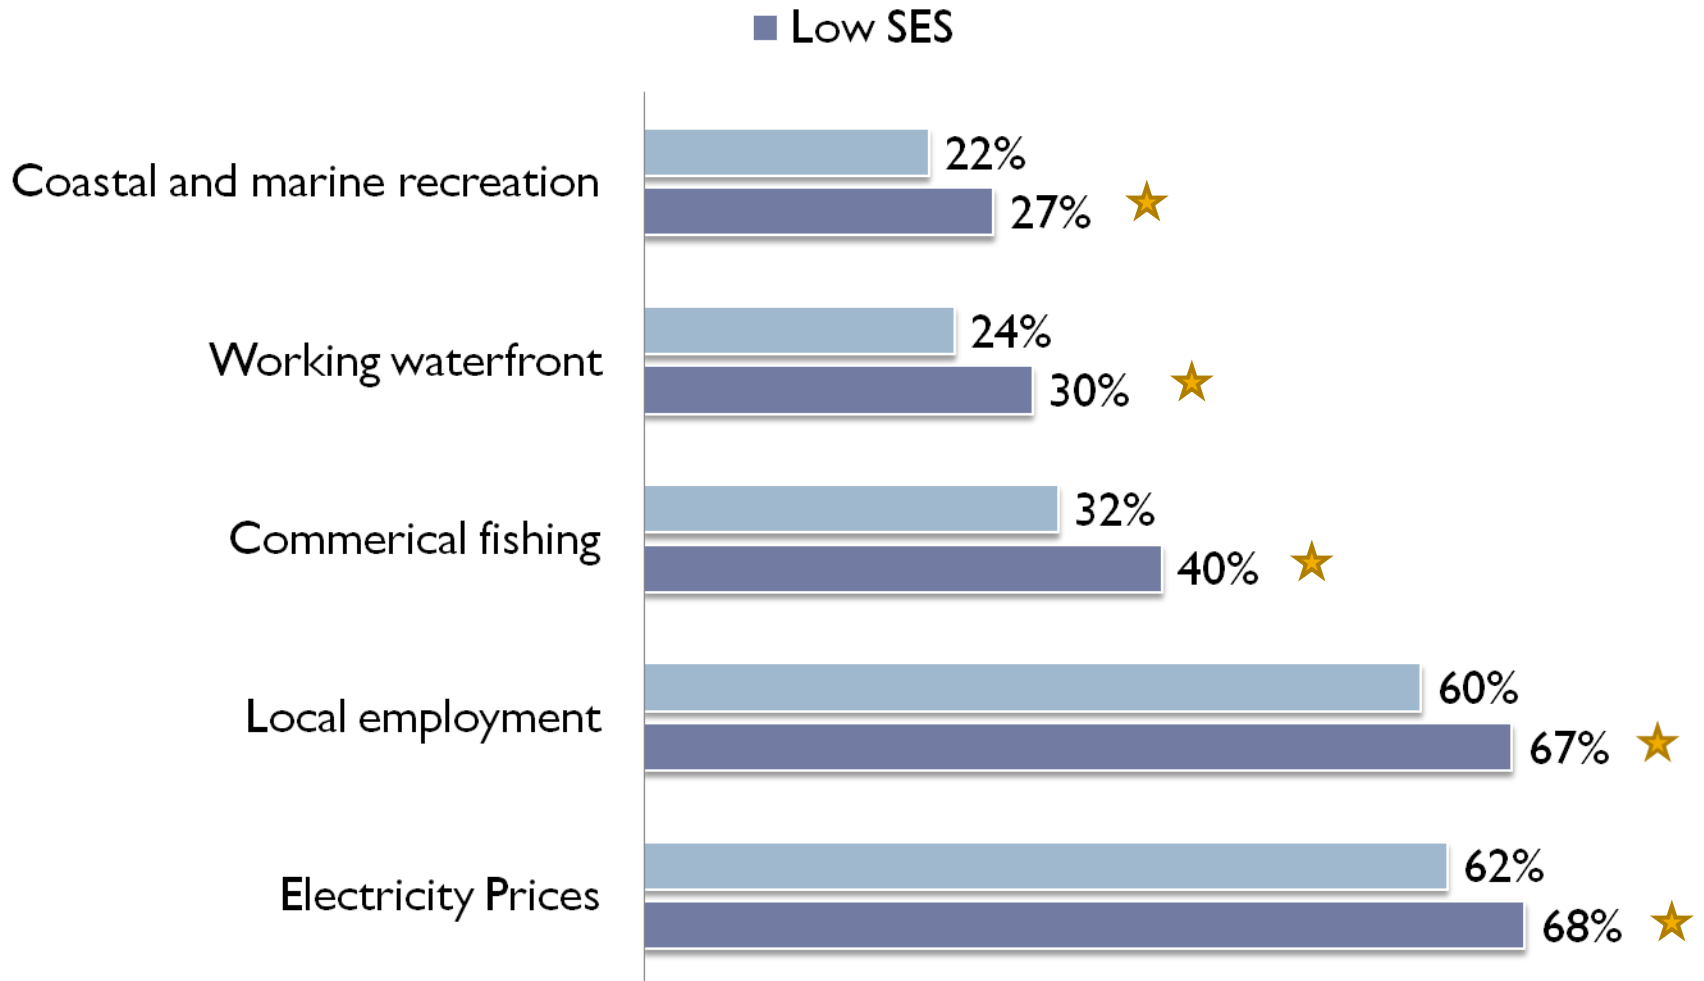 Low SES
Coastal and marine recreation
22%
27%
Working waterfront
24%
30%
Commerical fishing
32%
40%
Local employment
60%
67%
Electricity Prices
62%
68%